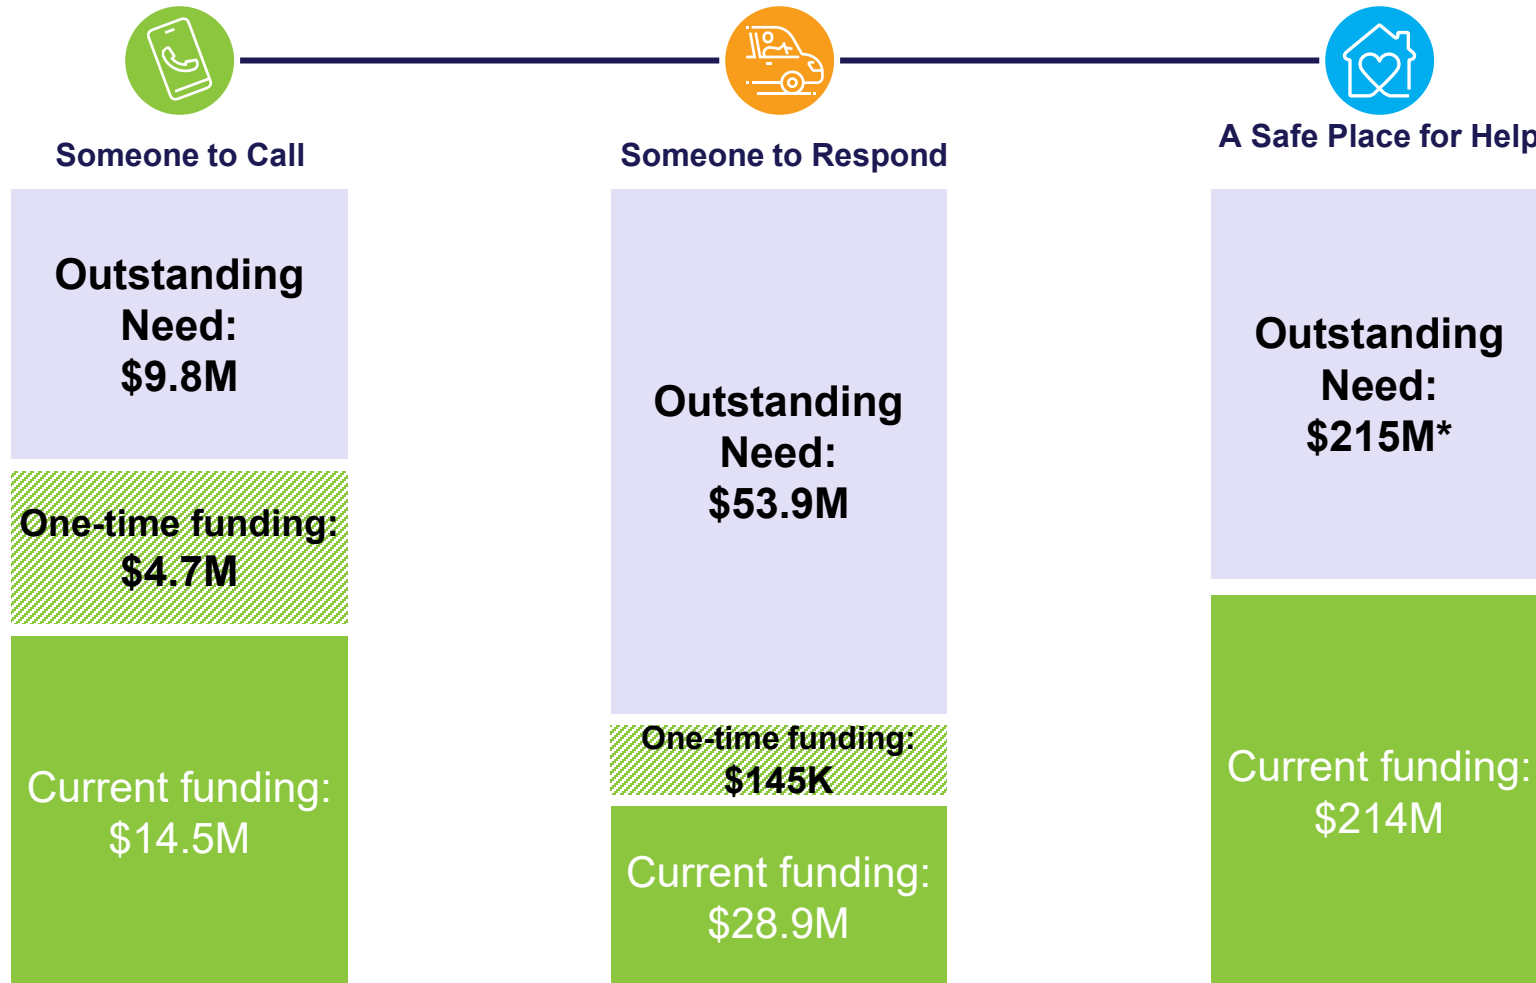 Someone to Call
Outstanding
Need:
$9.8M
One-time funding:
$4.7M
Current funding:
$14.5M
Someone to Respond
Outstanding
Need:
$53.9M
One-time funding:
$145K
Current funding:
$28.9M
A Safe Place for Help
Outstanding
Need:
$215M*
Current funding:
$214M